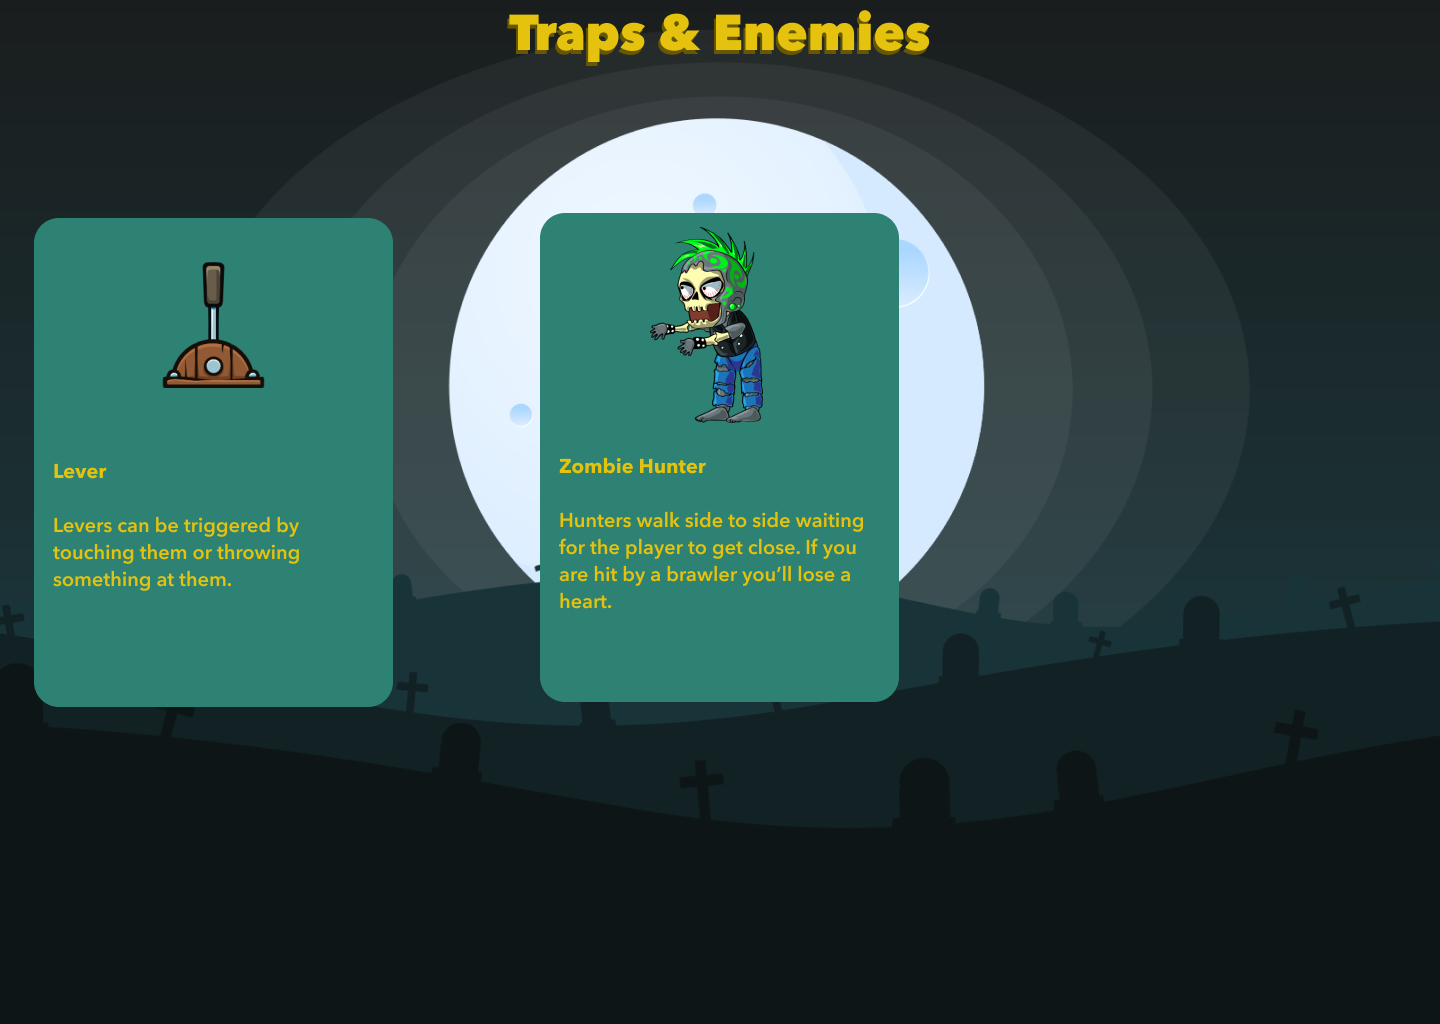 Traps & Enemies
Lever
Levers can be triggered by
touching them or throwing
something at them.
Zombie Hunter
Hunters walk side to side waiting
for the player to get close. If you
are hit by a brawler you’ll lose a
heart.